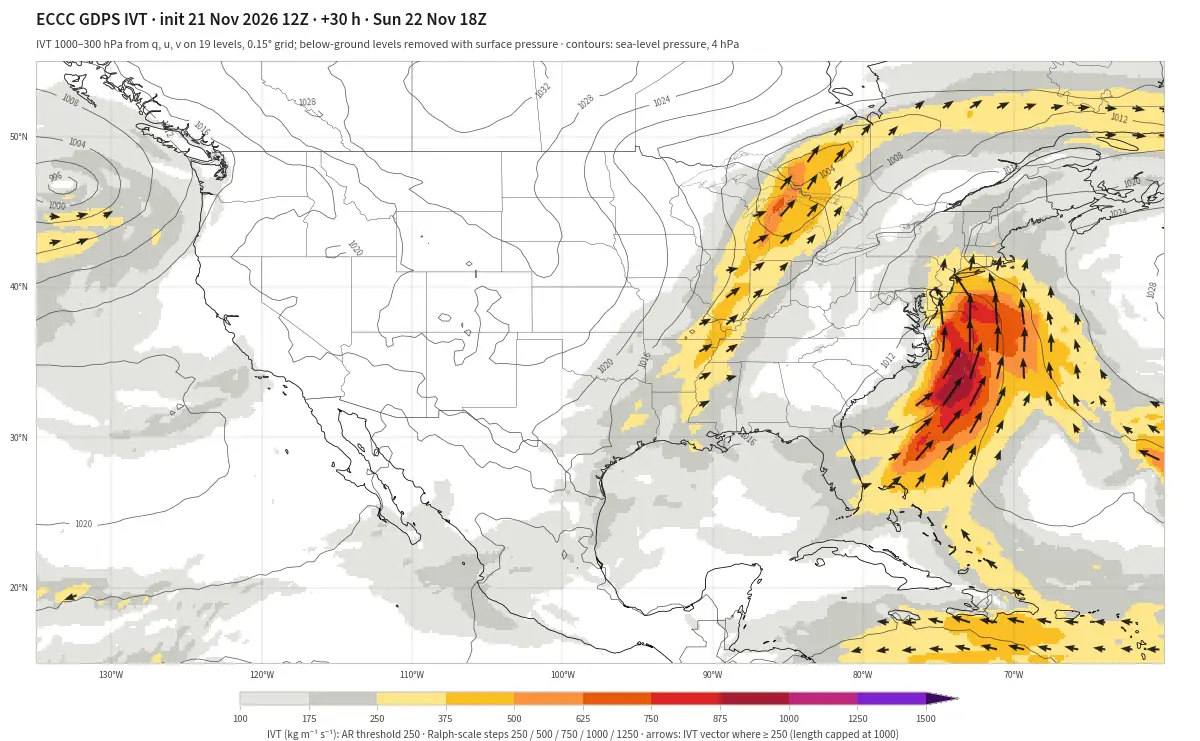 ECCC GDPS IVT · init 21 Nov 2026 12Z · +30 h · Sun 22 Nov 18Z
IVT 1000–300 hPa from q, u, v on 19 levels, 0.15° grid; below-ground levels removed with surface pressure · contours: sea-level pressure, 4 hPa
1008
1016
1028
1032
1028
1024
1012
50°N
1004
1008
1004
996
1020
1000
1024
1020
40°N
1028
1012
1016
1020
30°N
1016
1020
20°N
130°W 120°W 110°W 100°W 90°W 80°W 70°W
100 175 250 375 500 625 750 875 1000 1250 1500
IVT (kg m⁻¹ s⁻¹): AR threshold 250 · Ralph-scale steps 250 / 500 / 750 / 1000 / 1250 · arrows: IVT vector where ≥ 250 (length capped at 1000)